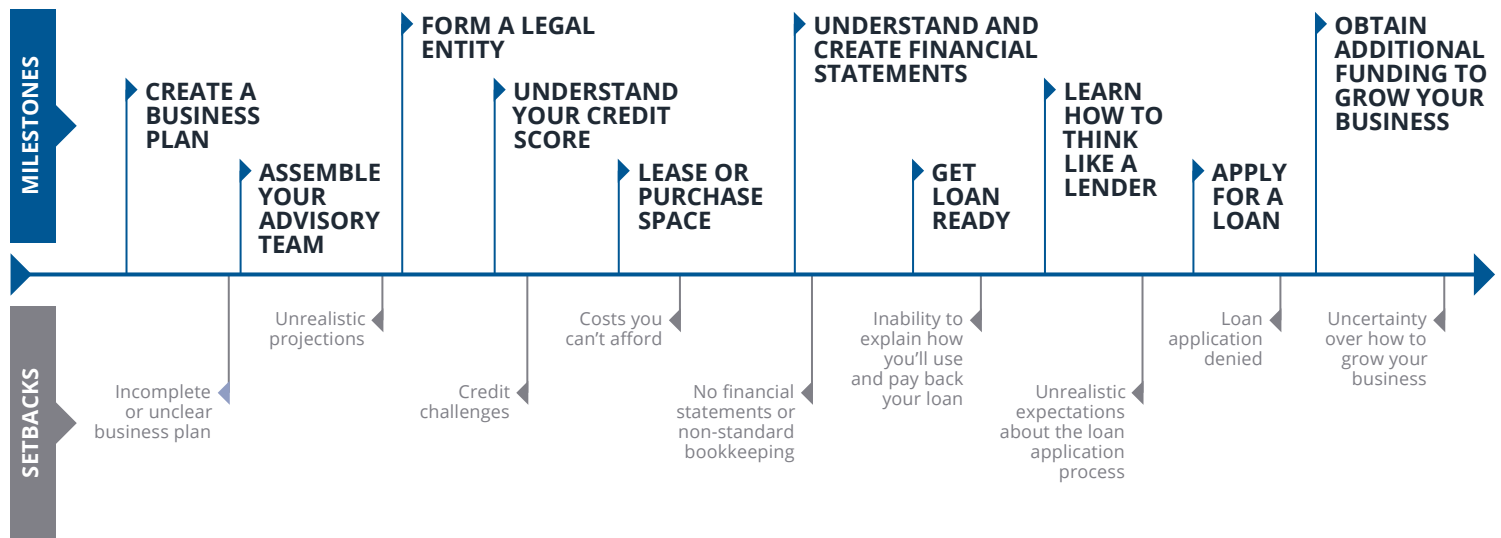 MILESTONES
CREATE A
BUSINESS
PLAN
ASSEMBLE
YOUR
ADVISORY
TEAM
FORM A LEGAL
ENTITY
UNDERSTAND
YOUR CREDIT
SCORE
LEASE OR
PURCHASE
SPACE
UNDERSTAND AND
CREATE FINANCIAL
STATEMENTS
GET
LOAN
READY
LEARN
HOW TO
THINK
LIKE A
LENDER
APPLY
FOR A
LOAN
OBTAIN
ADDITIONAL
FUNDING TO
GROW YOUR
BUSINESS
SETBACKS
Incomplete
or unclear
business plan
Unrealistic
projections
Credit
challenges
Costs you
can’t afford
No financial
statements or
non-standard
bookkeeping
Inability to
explain how
you’ll use
and pay back
your loan
Unrealistic
expectations
about the loan
application
process
Loan
application
denied
Uncertainty
over how to
grow your
business